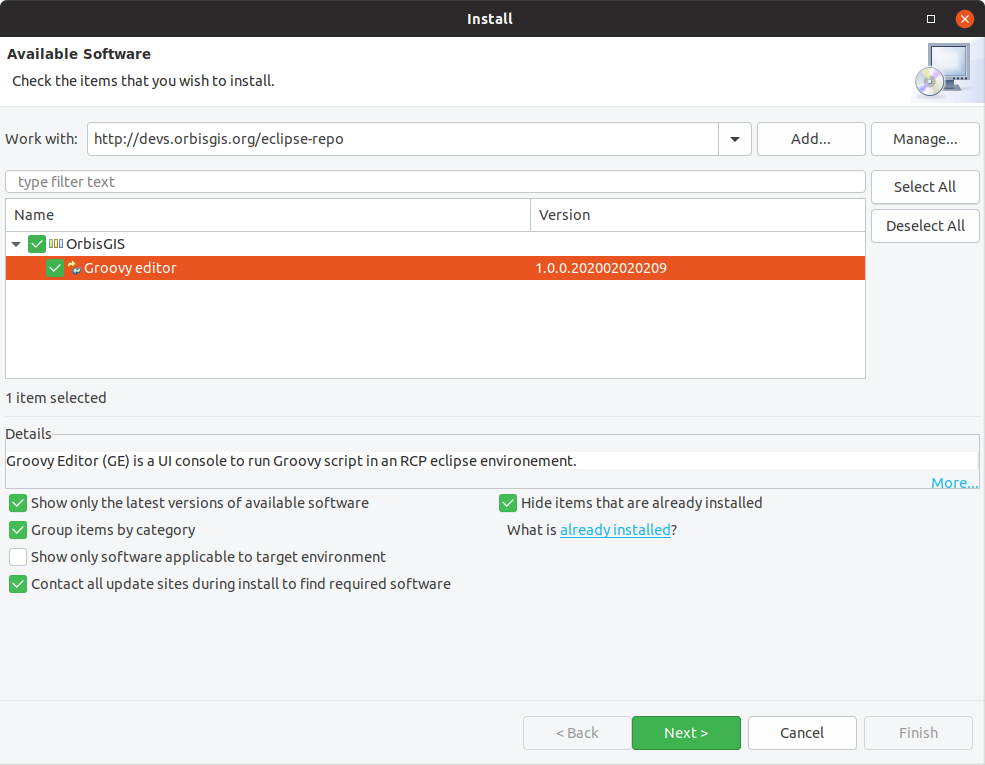 Install
Available Software
Check the items that you wish to install.
Work with: http://devs.orbisgis.org/eclipse-repo Add... Manage...
type filter text Select All
Name Version Deselect All
OrbisGIS
Groovy editor 1.0.0.202002020209
1 item selected
Details
Groovy Editor (GE) is a UI console to run Groovy script in an RCP eclipse environement.
More...
Show only the latest versions of available software Hide items that are already installed
Group items by category What is already installed?
Show only software applicable to target environment
Contact all update sites during install to find required software
< Back Next > Cancel Finish